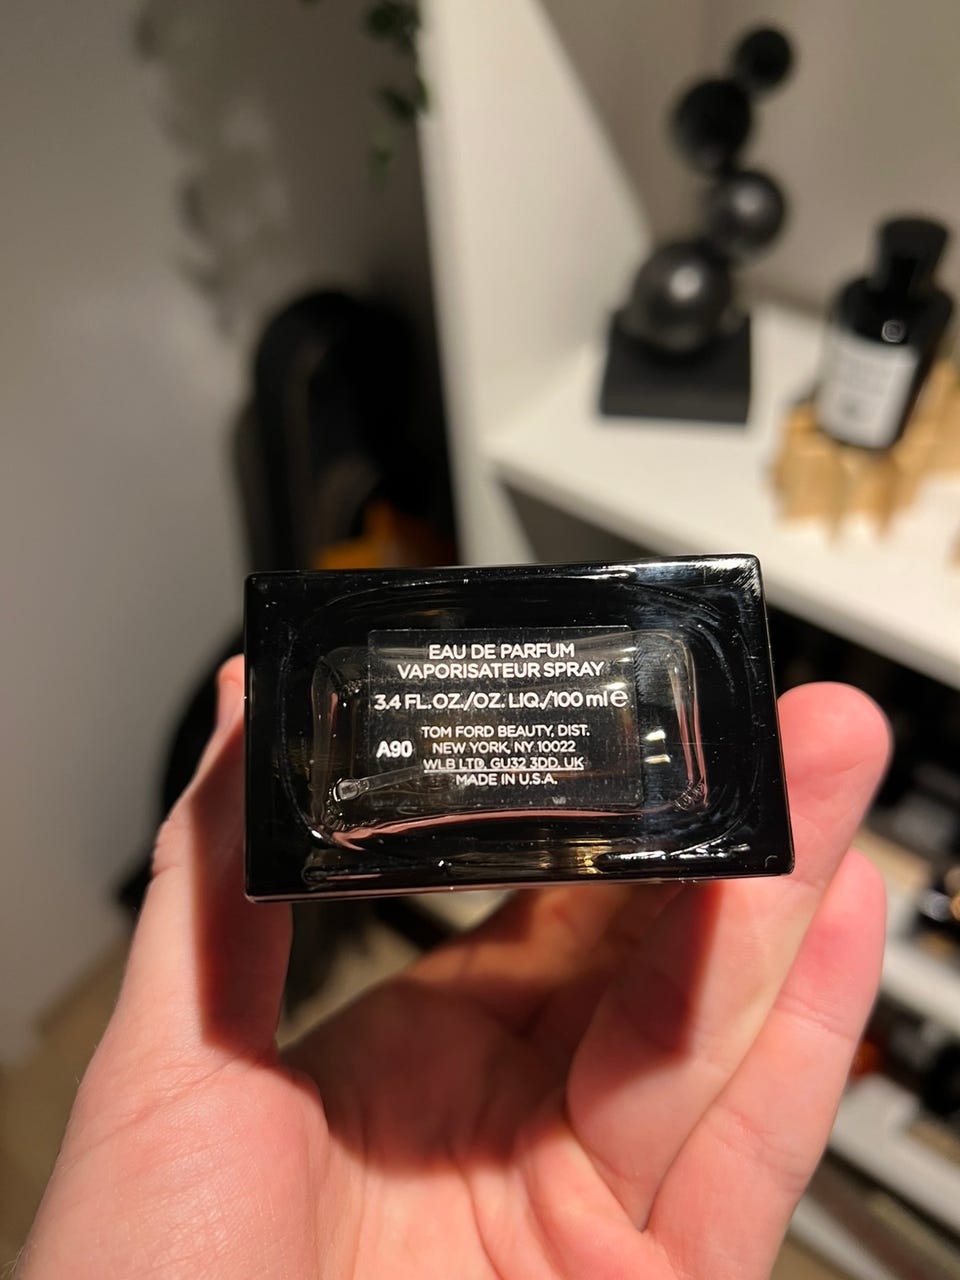 EAU DE PARFUM
VAPORISATEUR SPRAY
3.4 FL.OZ./OZ. LIQ./100 ml℮
TOM FORD BEAUTY, DIST.
A90 NEW YORK, NY 10022
WLB LTD. GU32 3DD. UK
MADE IN U.S.A.